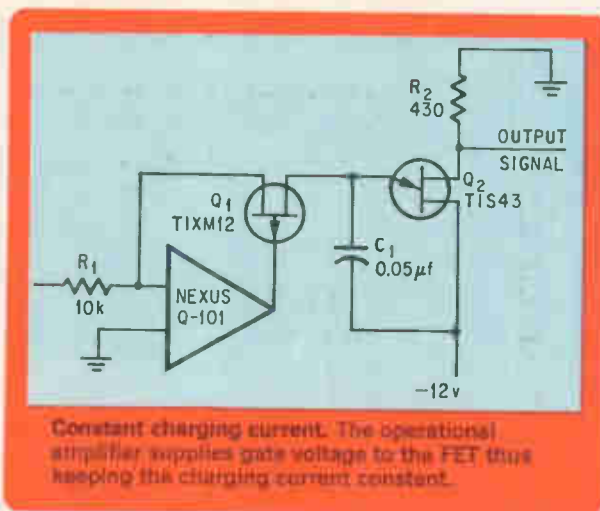 R2
430
OUTPUT
SIGNAL
Q1
TIXM12
Q2
TIS43
C1
0.05μf
R1
10k
NEXUS
Q-101
−12v
Constant charging current. The operational
amplifier supplies gate voltage to the FET thus
keeping the charging current constant.